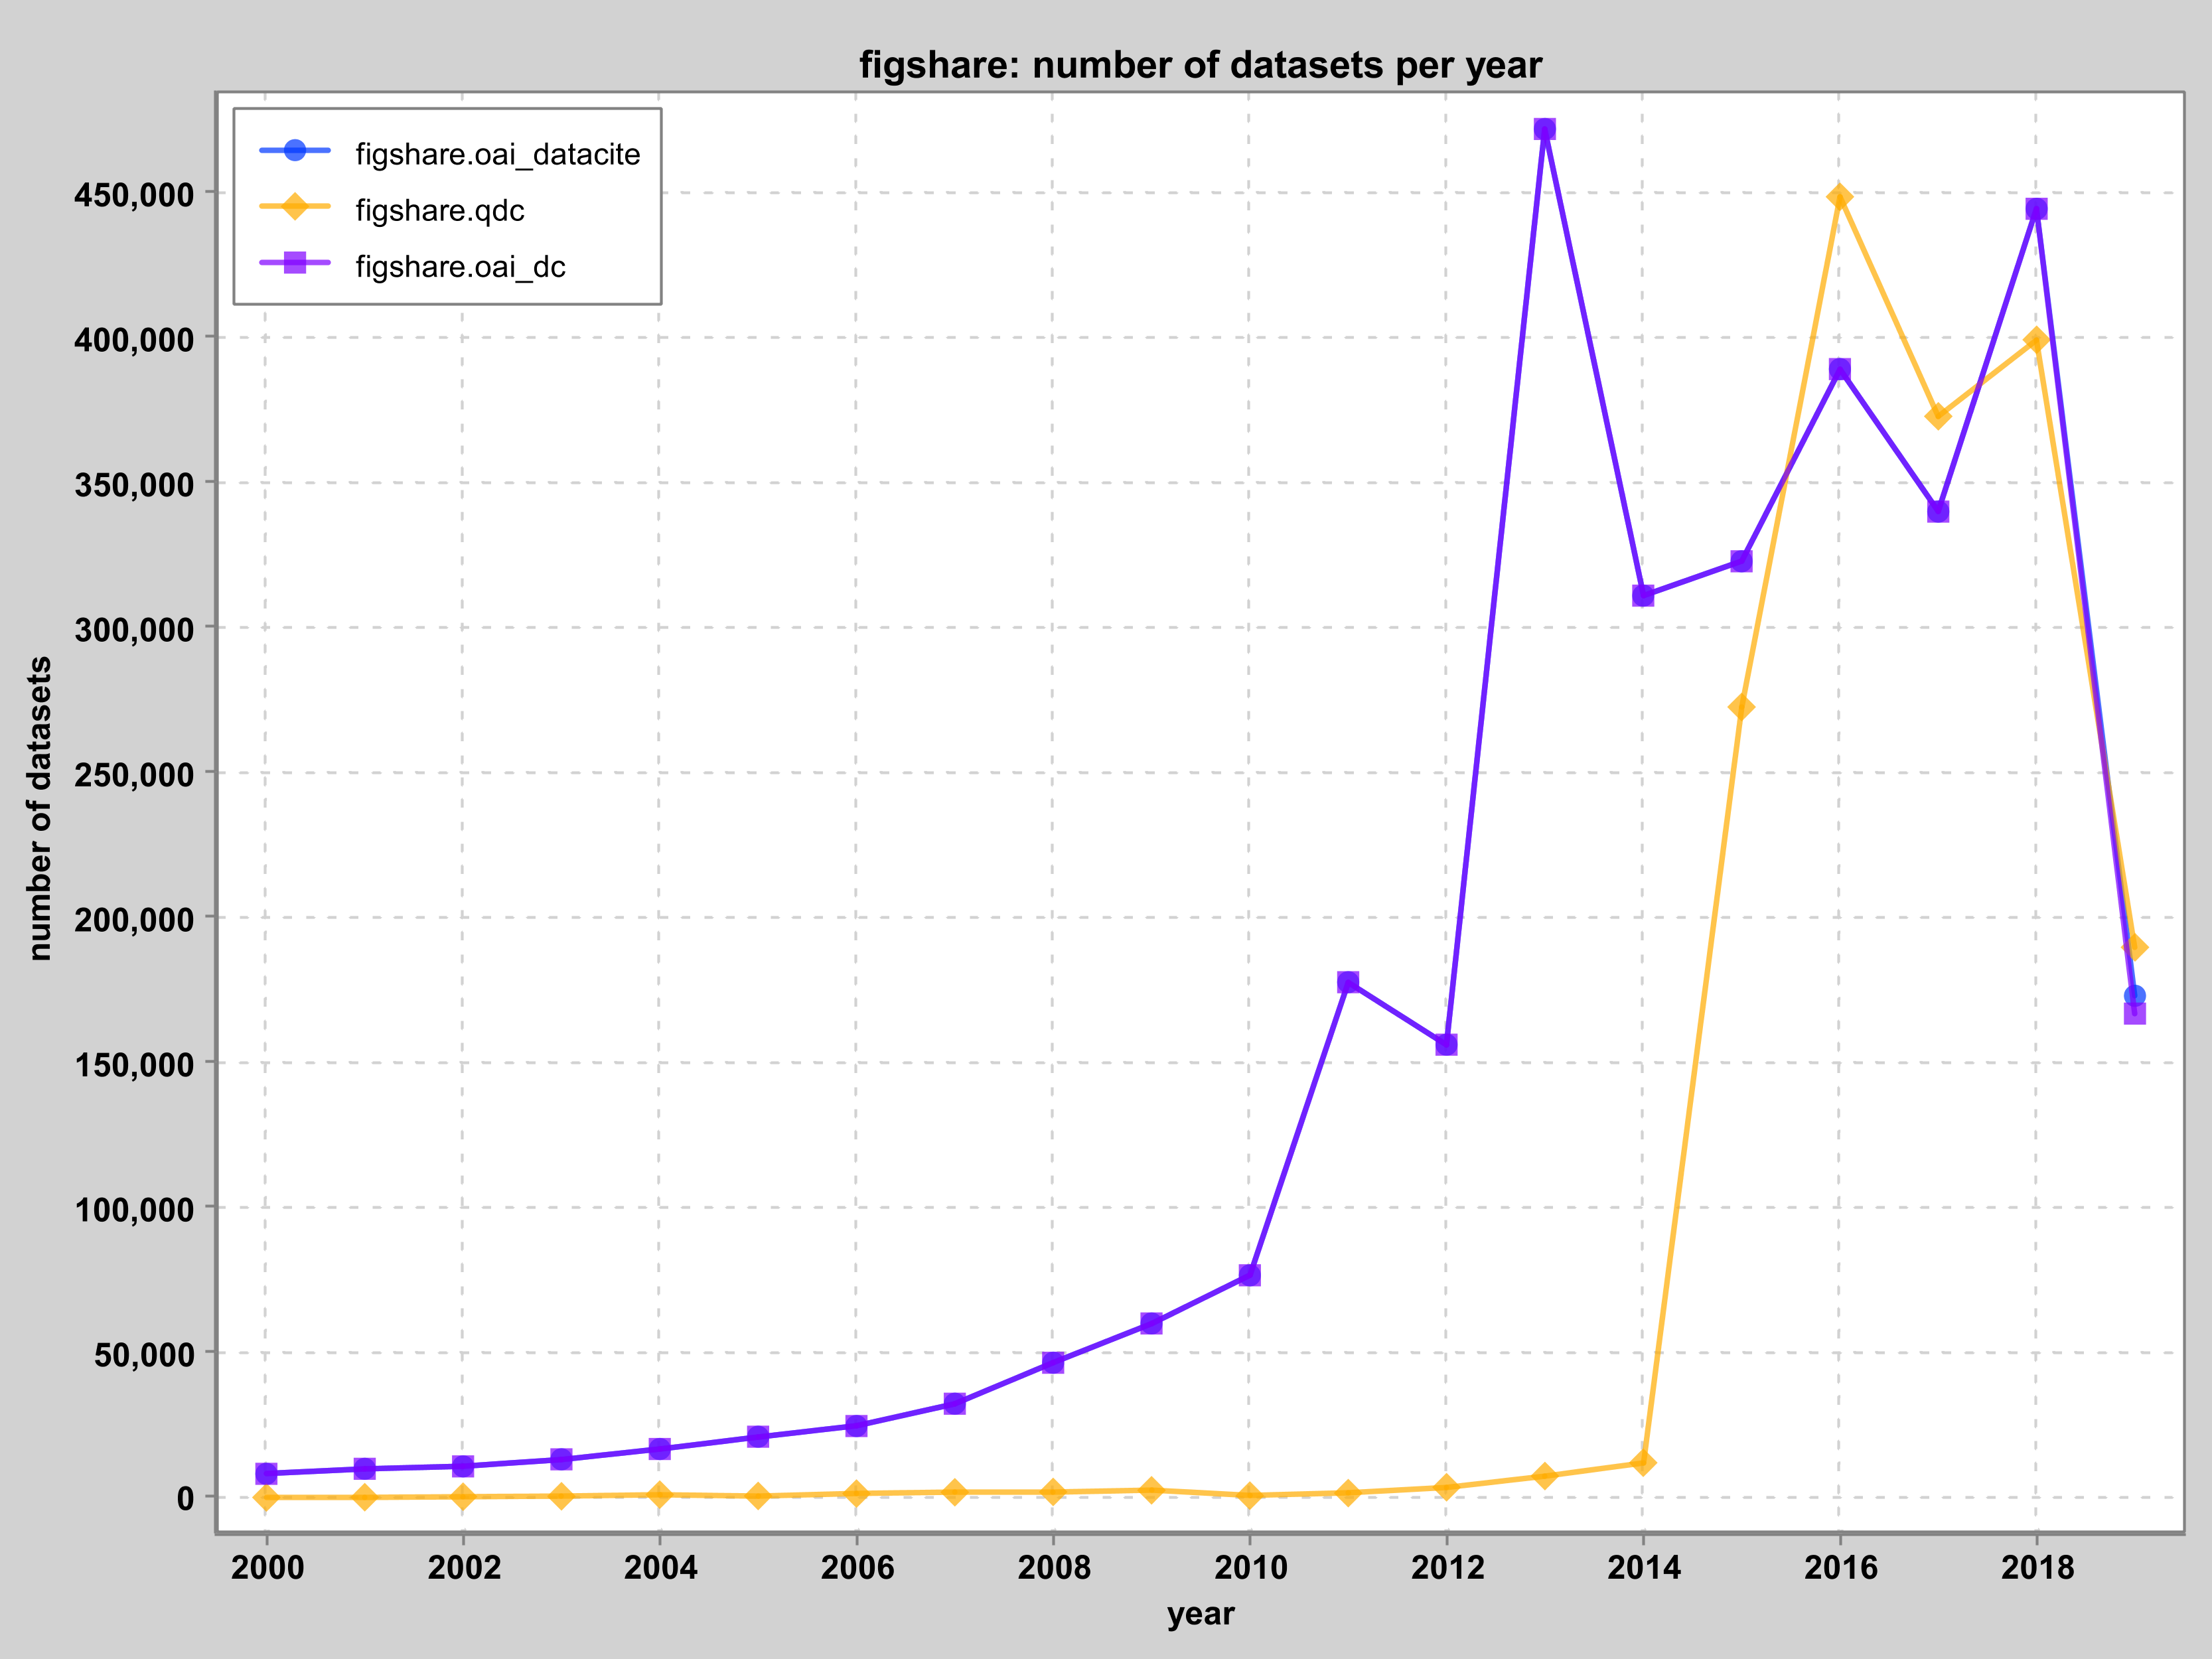 figshare: number of datasets per year
figshare.oai_datacite
figshare.qdc
figshare.oai_dc
450,000
400,000
350,000
300,000
250,000
200,000
150,000
100,000
50,000
0
number of datasets
2000 2002 2004 2006 2008 2010 2012 2014 2016 2018
year